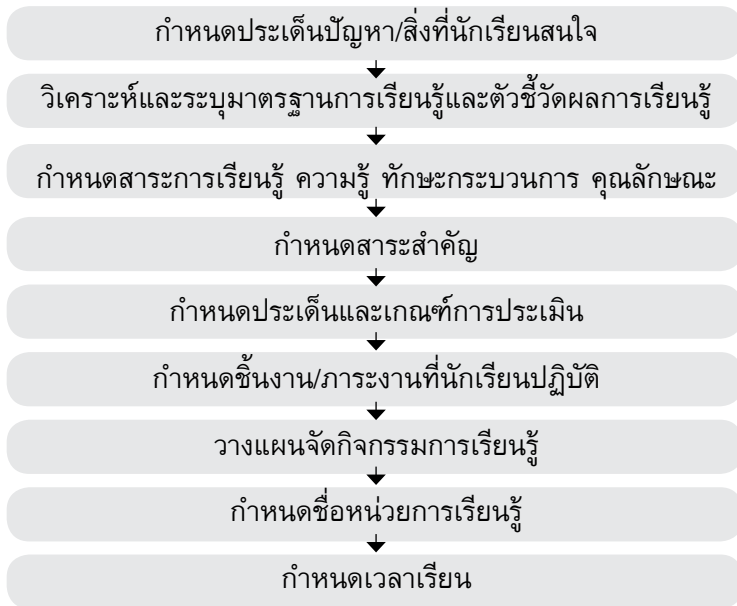 กำหนดประเด็นปัญหา/สิ่งที่นักเรียนสนใจ
วิเคราะห์และระบุมาตรฐานการเรียนรู้และตัวชี้วัดผลการเรียนรู้
กำหนดสาระการเรียนรู้ ความรู้ ทักษะกระบวนการ คุณลักษณะ
กำหนดสาระสำคัญ
กำหนดประเด็นและเกณฑ์การประเมิน
กำหนดชิ้นงาน/ภาระงานที่นักเรียนปฏิบัติ
วางแผนจัดกิจกรรมการเรียนรู้
กำหนดชื่อหน่วยการเรียนรู้
กำหนดเวลาเรียน